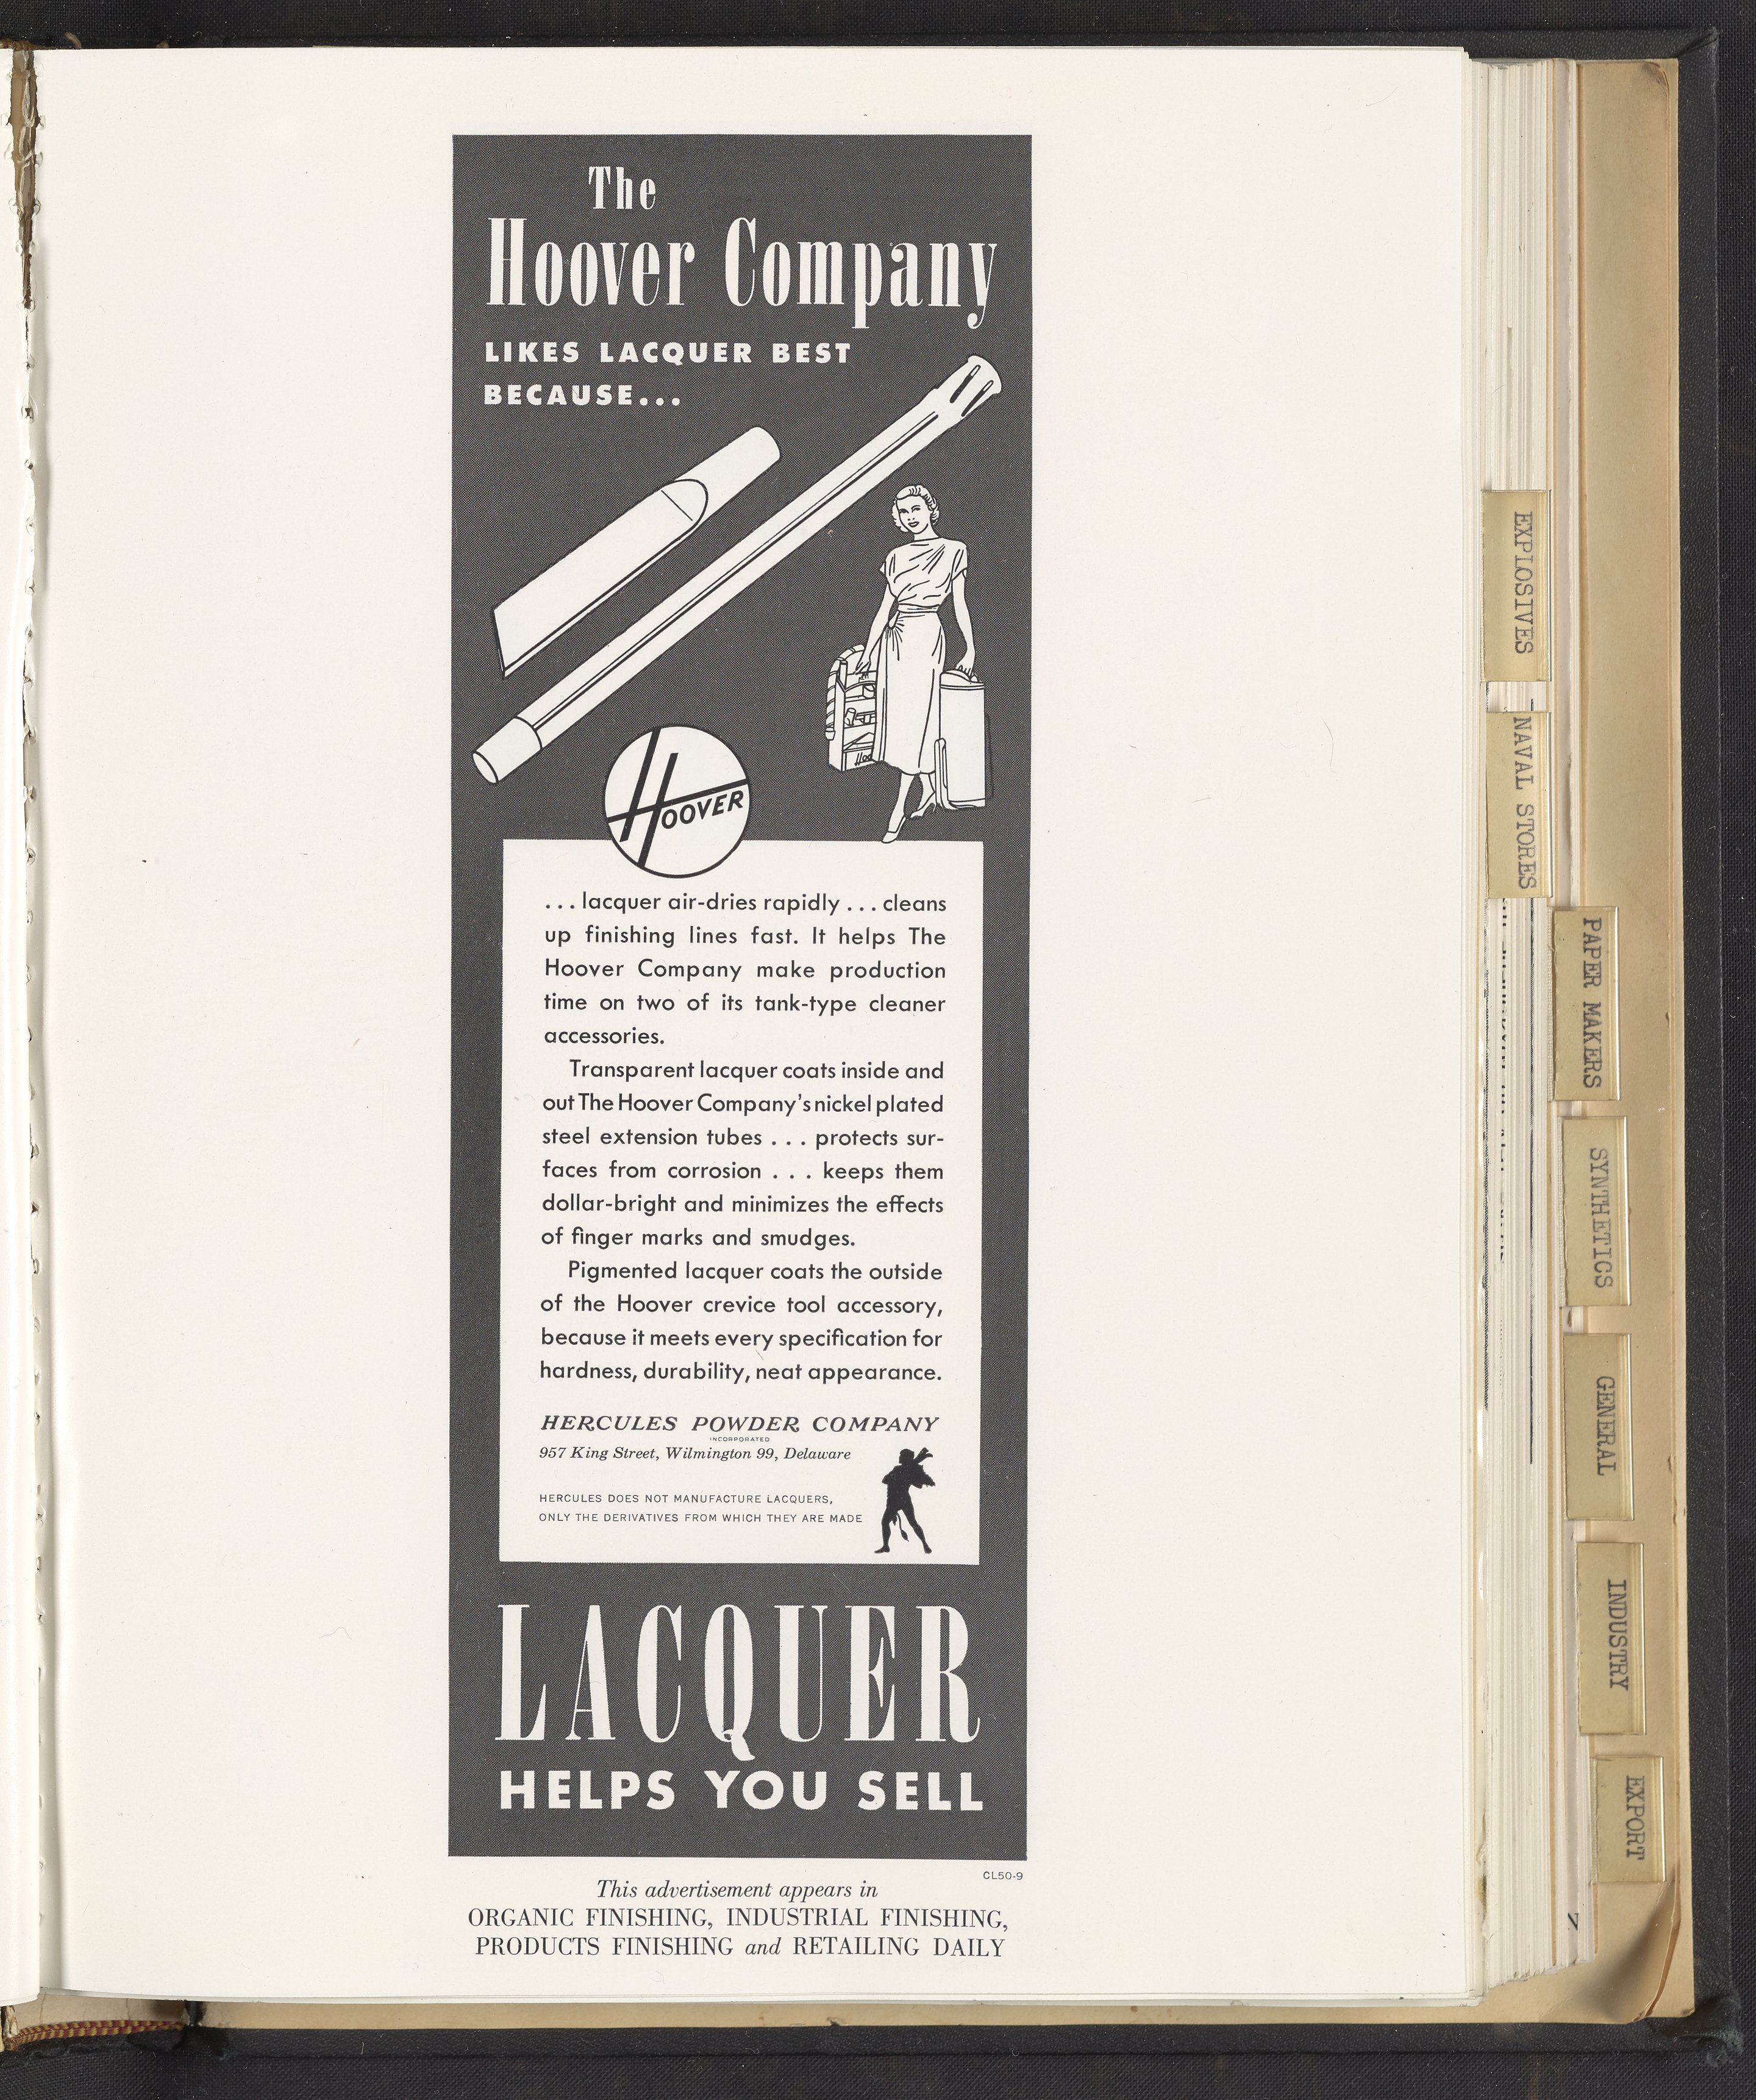 The
Hoover Company
LIKES LACQUER BEST
BECAUSE...
Hoo
HOOVER
... lacquer air-dries rapidly ... cleans
up finishing lines fast. It helps The
Hoover Company make production
time on two of its tank-type cleaner
accessories.
Transparent lacquer coats inside and
out The Hoover Company's nickel plated
steel extension tubes ... protects sur-
faces from corrosion ... keeps them
dollar-bright and minimizes the effects
of finger marks and smudges.
Pigmented lacquer coats the outside
of the Hoover crevice tool accessory,
because it meets every specification for
hardness, durability, neat appearance.
HERCULES POWDER COMPANY
INCORPORATED
957 King Street, Wilmington 99, Delaware
HERCULES DOES NOT MANUFACTURE LACQUERS,
ONLY THE DERIVATIVES FROM WHICH THEY ARE MADE
LACQUER
HELPS YOU SELL
CL50-9
This advertisement appears in
ORGANIC FINISHING, INDUSTRIAL FINISHING,
PRODUCTS FINISHING and RETAILING DAILY
EXPLOSIVES
NAVAL STORES
PAPER MAKERS
SYNTHETICS
GENERAL
INDUSTRY
EXPORT
N